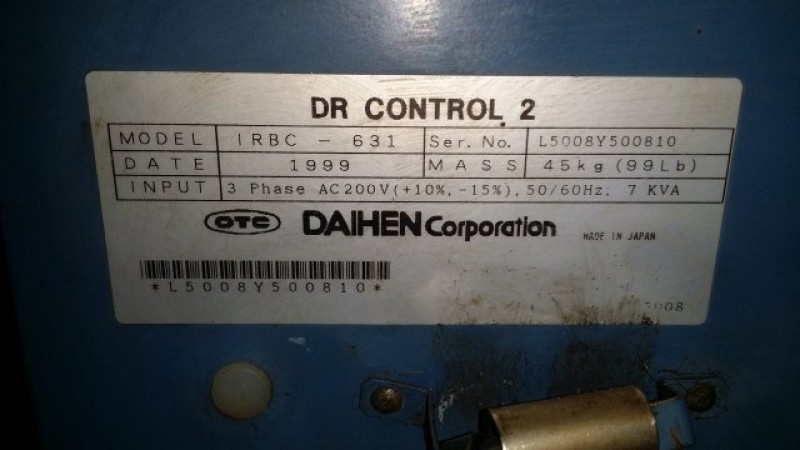 DR CONTROL 2
MODEL IRBC - 631 Ser. No. L5008Y500810
DATE 1999 MASS 45kg (99Lb)
INPUT 3 Phase AC200V(+10%, -15%), 50/60Hz. 7 KVA
OTC DAIHEN Corporation MADE IN JAPAN
*L5008Y500810*